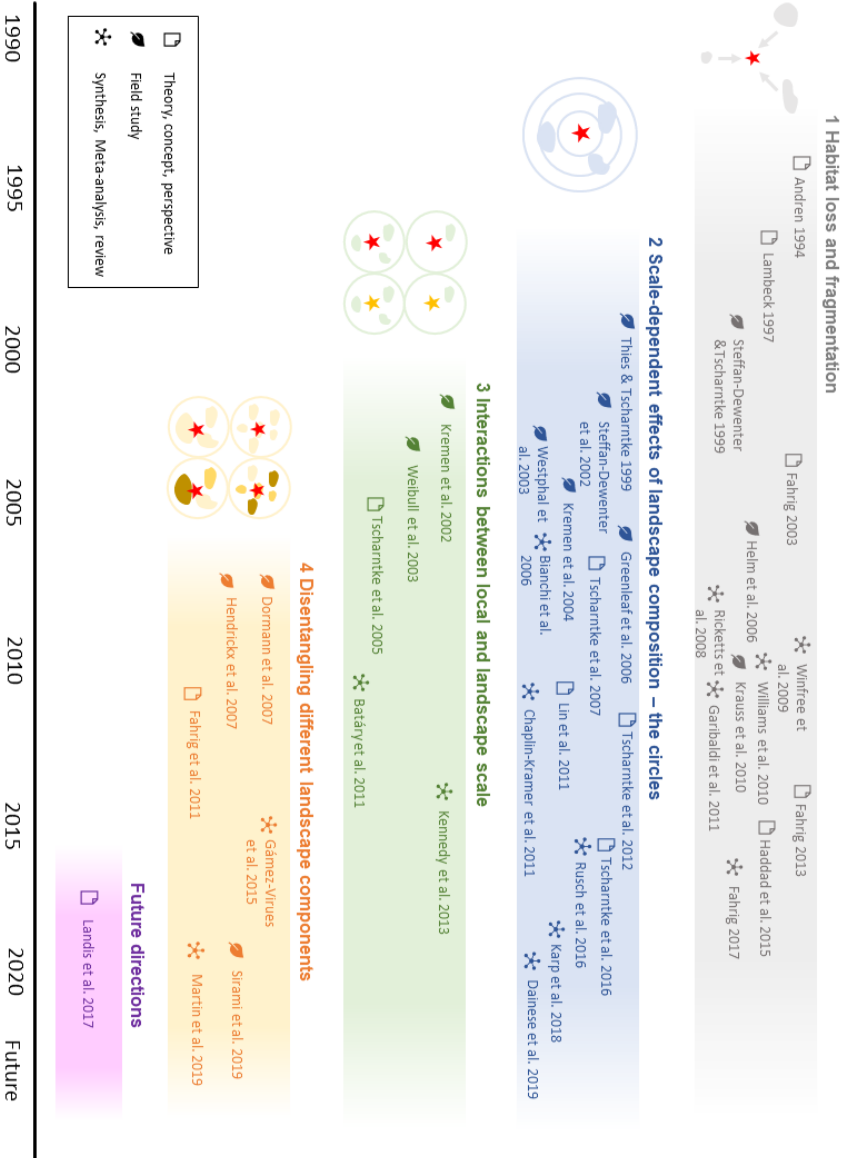 1 Habitat loss and fragmentation
Andren 1994
Lambeck 1997
Steffan-Dewenter
&Tscharntke 1999
Fahrig 2003
Helm et al. 2006
Ricketts et
al. 2008
Winfree et
al. 2009
Williams et al. 2010
Krauss et al. 2010
Garibaldi et al. 2011
Fahrig 2013
Haddad et al. 2015
Fahrig 2017
2 Scale-dependent effects of landscape composition – the circles
Thies & Tscharntke 1999
Steffan-Dewenter
et al. 2002
Westphal et
al. 2003
Kremen et al. 2004
Greenleaf et al. 2006
Bianchi et al.
2006
Tscharntke et al. 2007
Lin et al. 2011
Chaplin-Kramer et al. 2011
Tscharntke et al. 2012
Tscharntke et al. 2016
Rusch et al. 2016
Karp et al. 2018
Dainese et al. 2019
3 Interactions between local and landscape scale
Kremen et al. 2002
Weibull et al. 2003
Tscharntke et al. 2005
Batáry et al. 2011
Kennedy et al. 2013
4 Disentangling different landscape components
Dormann et al. 2007
Hendrickx et al. 2007
Fahrig et al. 2011
Gámez-Virues
et al. 2015
Sirami et al. 2019
Martin et al. 2019
Future directions
Landis et al. 2017
Theory, concept, perspective
Field study
Synthesis, Meta-analysis, review
1990 1995 2000 2005 2010 2015 2020 Future